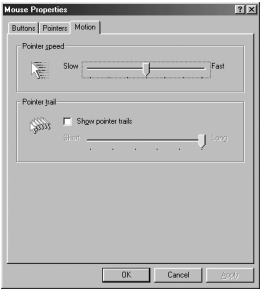 Mouse Properties
Buttons Pointers Motion
Pointer speed
Slow Fast
Pointer trail
Show pointer trails
Short Long
OK Cancel Apply